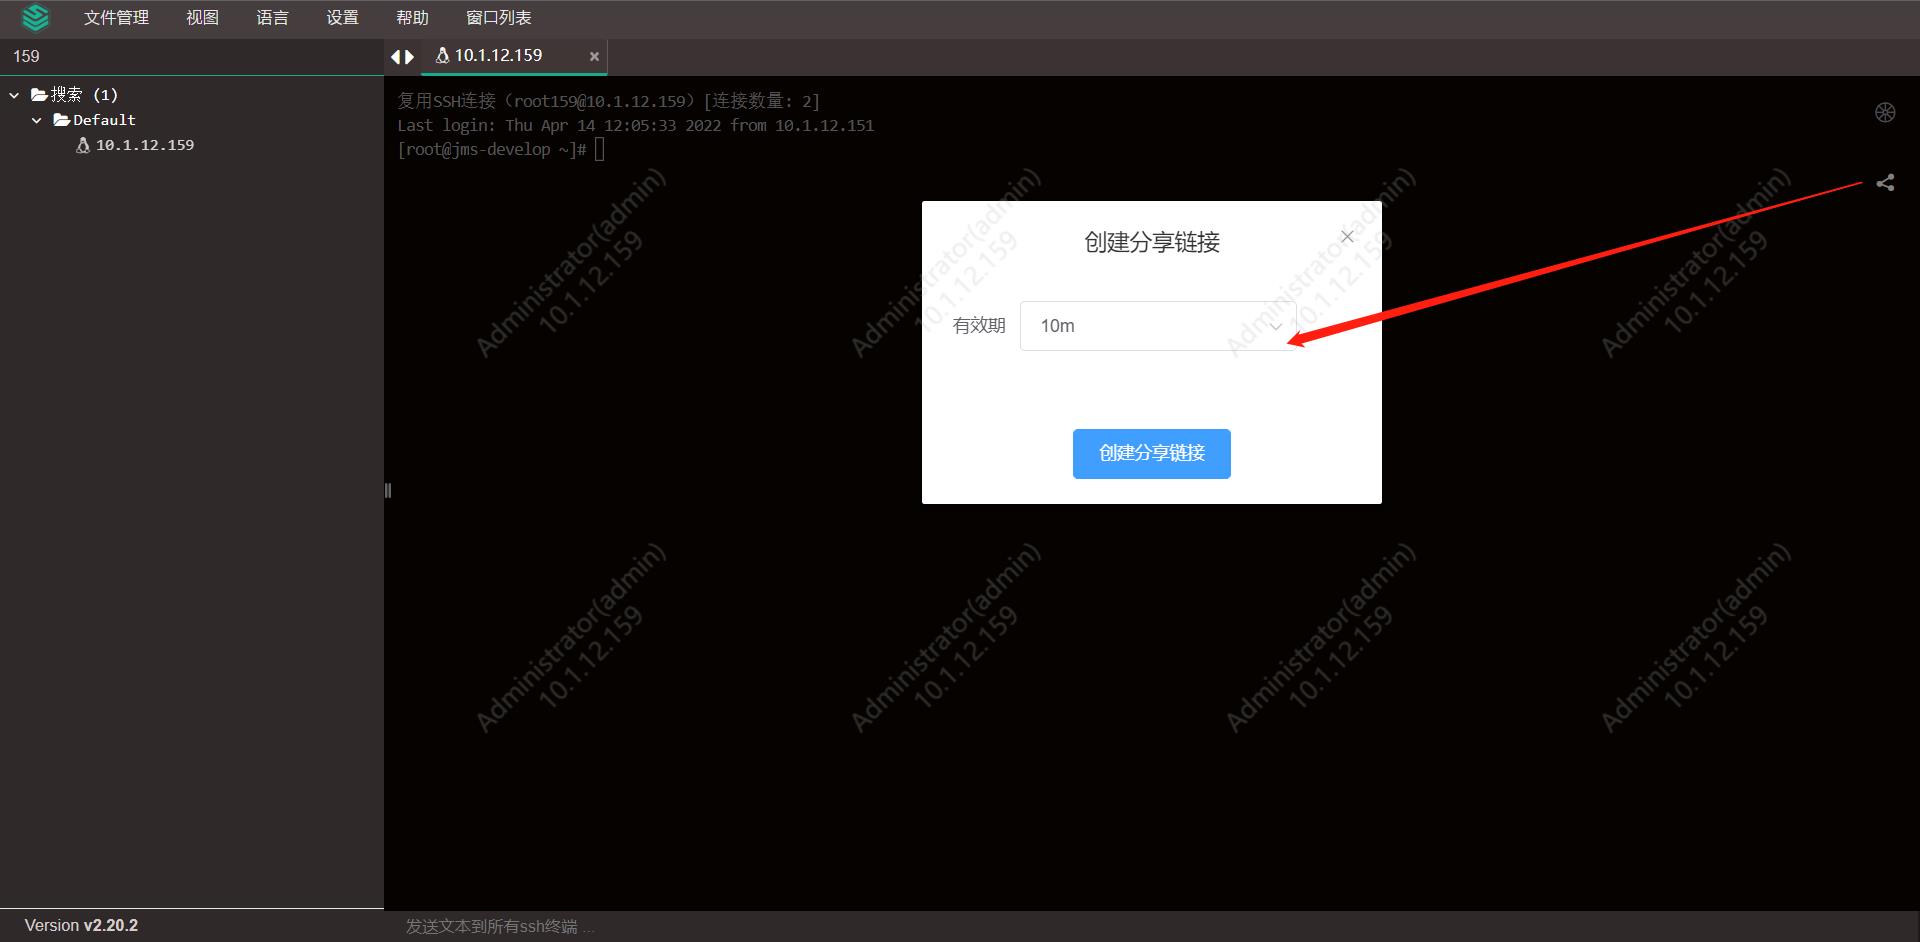 文件管理 视图 语言 设置 帮助 窗口列表
159
10.1.12.159
搜索 (1)
Default
10.1.12.159
复用SSH连接（root159@10.1.12.159）[连接数量: 2]
Last login: Thu Apr 14 12:05:33 2022 from 10.1.12.151
[root@jms-develop ~]#
创建分享链接
有效期 10m
创建分享链接
Administrator(admin)
10.1.12.159
Administrator(admin)
10.1.12.159
Administrator(admin)
10.1.12.159
Administrator(admin)
10.1.12.159
Administrator(admin)
10.1.12.159
Administrator(admin)
10.1.12.159
Administrator(admin)
10.1.12.159
Administrator(admin)
10.1.12.159
Version v2.20.2
发送文本到所有ssh终端 ...